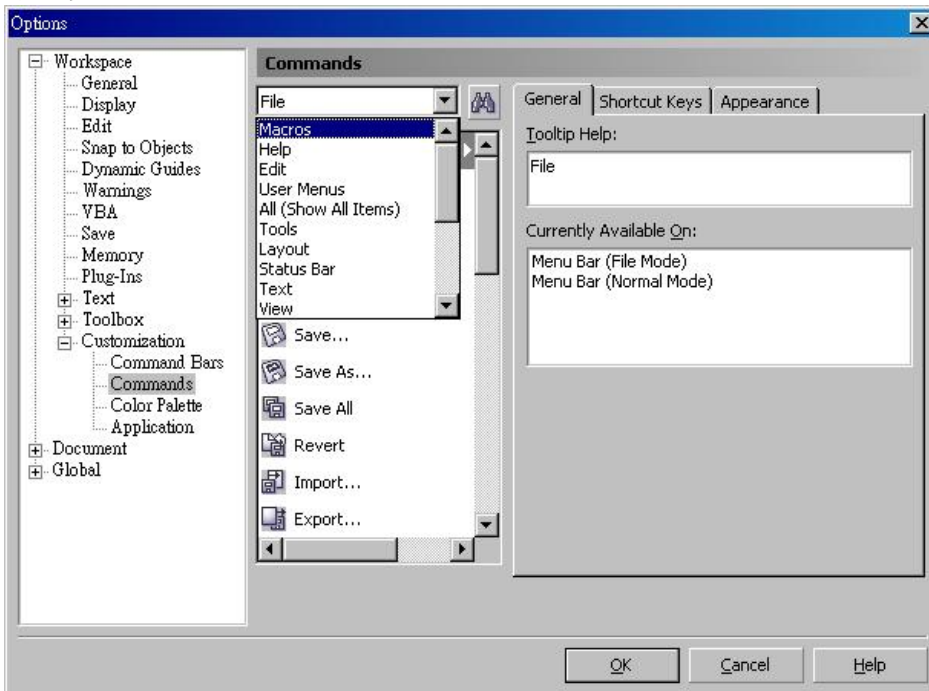 Options
Workspace
General
Display
Edit
Snap to Objects
Dynamic Guides
Warnings
VBA
Save
Memory
Plug-Ins
Text
Toolbox
Customization
Command Bars
Commands
Color Palette
Application
Document
Global
Commands
File
Macros
Help
Edit
User Menus
All (Show All Items)
Tools
Layout
Status Bar
Text
View
Save...
Save As...
Save All
Revert
Import...
Export...
General
Shortcut Keys
Appearance
Tooltip Help:
File
Currently Available On:
Menu Bar (File Mode)
Menu Bar (Normal Mode)
OK
Cancel
Help